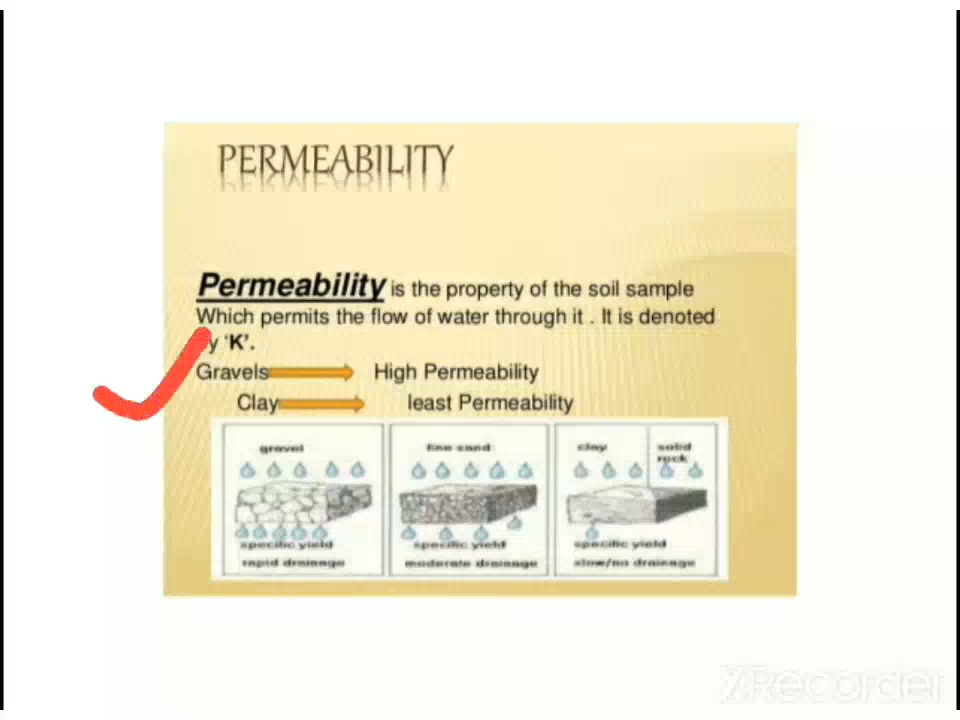 PERMEABILITY
Permeability is the property of the soil sample
Which permits the flow of water through it . It is denoted
y ‘K’.
Gravels High Permeability
Clay least Permeability
gravel
fine sand
clay
solid
rock
specific yield
rapid drainage
specific yield
moderate drainage
specific yield
slow/no drainage
XRecorder